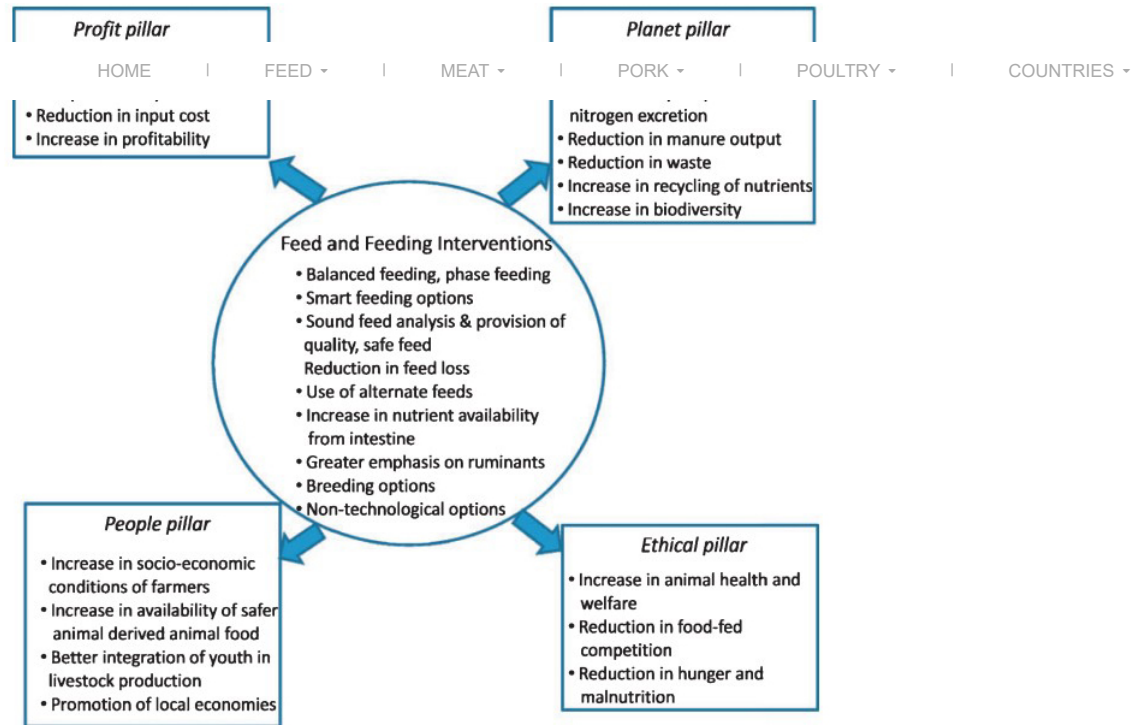 Profit pillar
Planet pillar
HOME | FEED | MEAT | PORK | POULTRY | COUNTRIES
• Reduction in input cost
• Increase in profitability
nitrogen excretion
• Reduction in manure output
• Reduction in waste
• Increase in recycling of nutrients
• Increase in biodiversity
Feed and Feeding Interventions
• Balanced feeding, phase feeding
• Smart feeding options
• Sound feed analysis & provision of
quality, safe feed
Reduction in feed loss
• Use of alternate feeds
• Increase in nutrient availability
from intestine
• Greater emphasis on ruminants
• Breeding options
• Non-technological options
People pillar
• Increase in socio-economic
conditions of farmers
• Increase in availability of safer
animal derived animal food
• Better integration of youth in
livestock production
• Promotion of local economies
Ethical pillar
• Increase in animal health and
welfare
• Reduction in food-fed
competition
• Reduction in hunger and
malnutrition